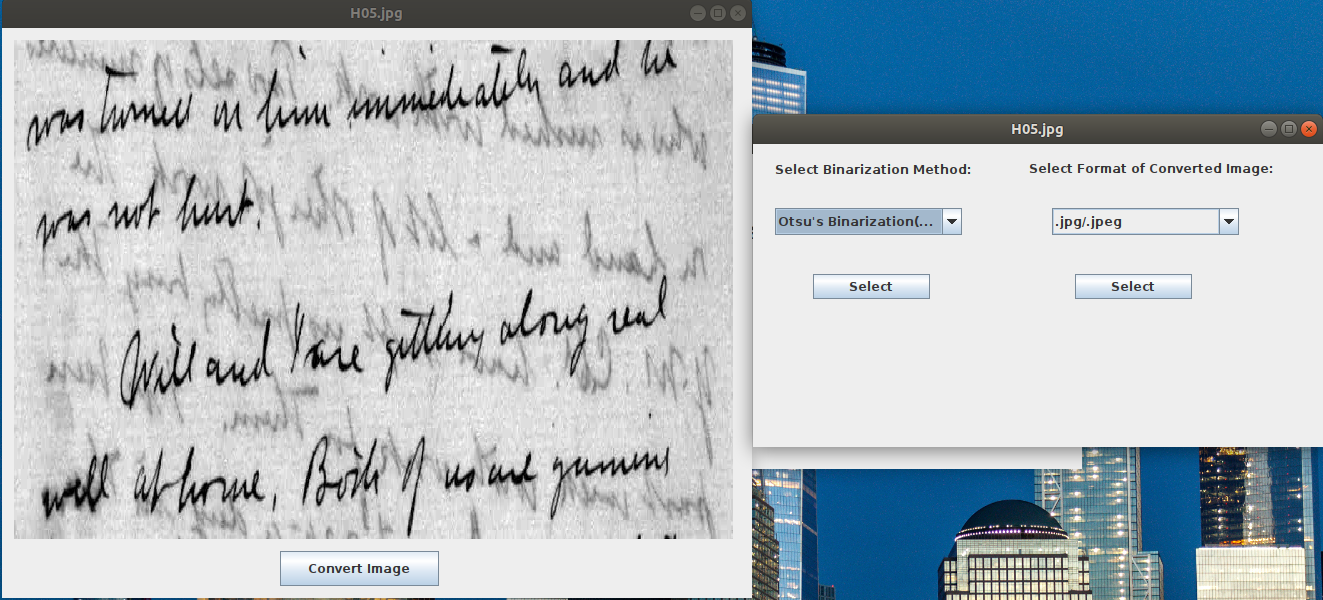 H05.jpg
was turned on him immediately and he
was not hurt.
Will and I are getting along real
well at home. Both of us are
Convert Image
H05.jpg
Select Binarization Method:
Select Format of Converted Image:
Otsu's Binarization(...
.jpg/.jpeg
Select
Select